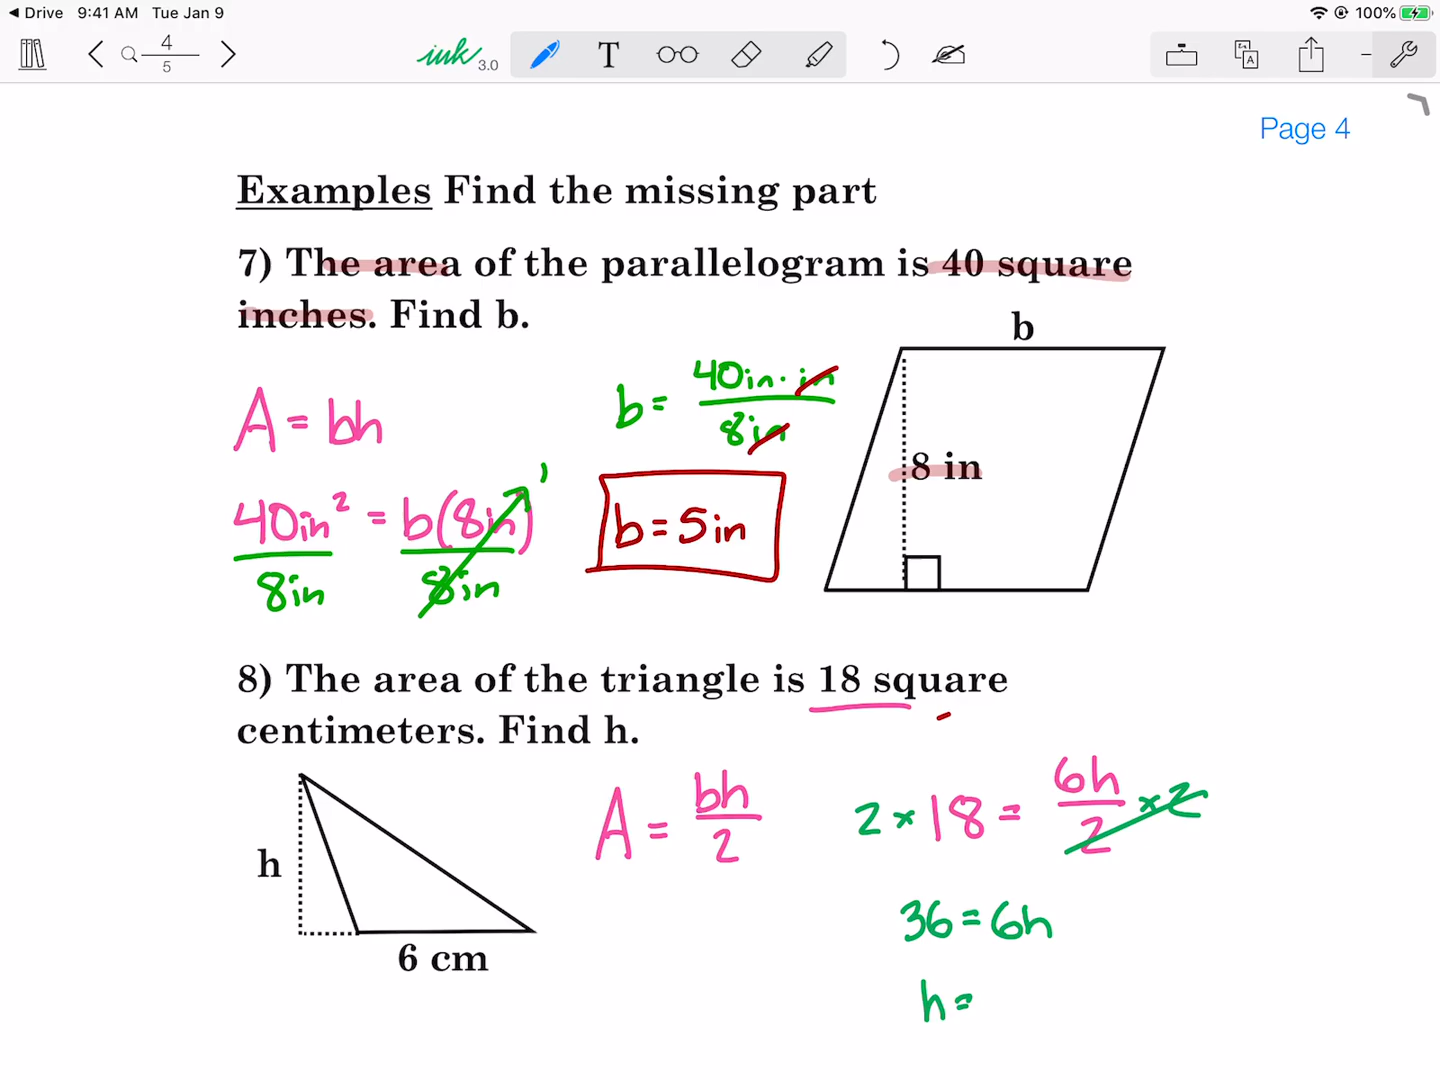 Drive 9:41 AM Tue Jan 9 100%
4
5
ink 3.0 T A
Page 4
Examples Find the missing part
7) The area of the parallelogram is 40 square
inches. Find b.
b
8 in
A = bh
40in² = b(8in)
8in 8in
1
b = 40in · in
8in
b = 5in
8) The area of the triangle is 18 square
centimeters. Find h.
h
6 cm
A = bh
2
2 × 18 = 6h × 2
2
36 = 6h
h =